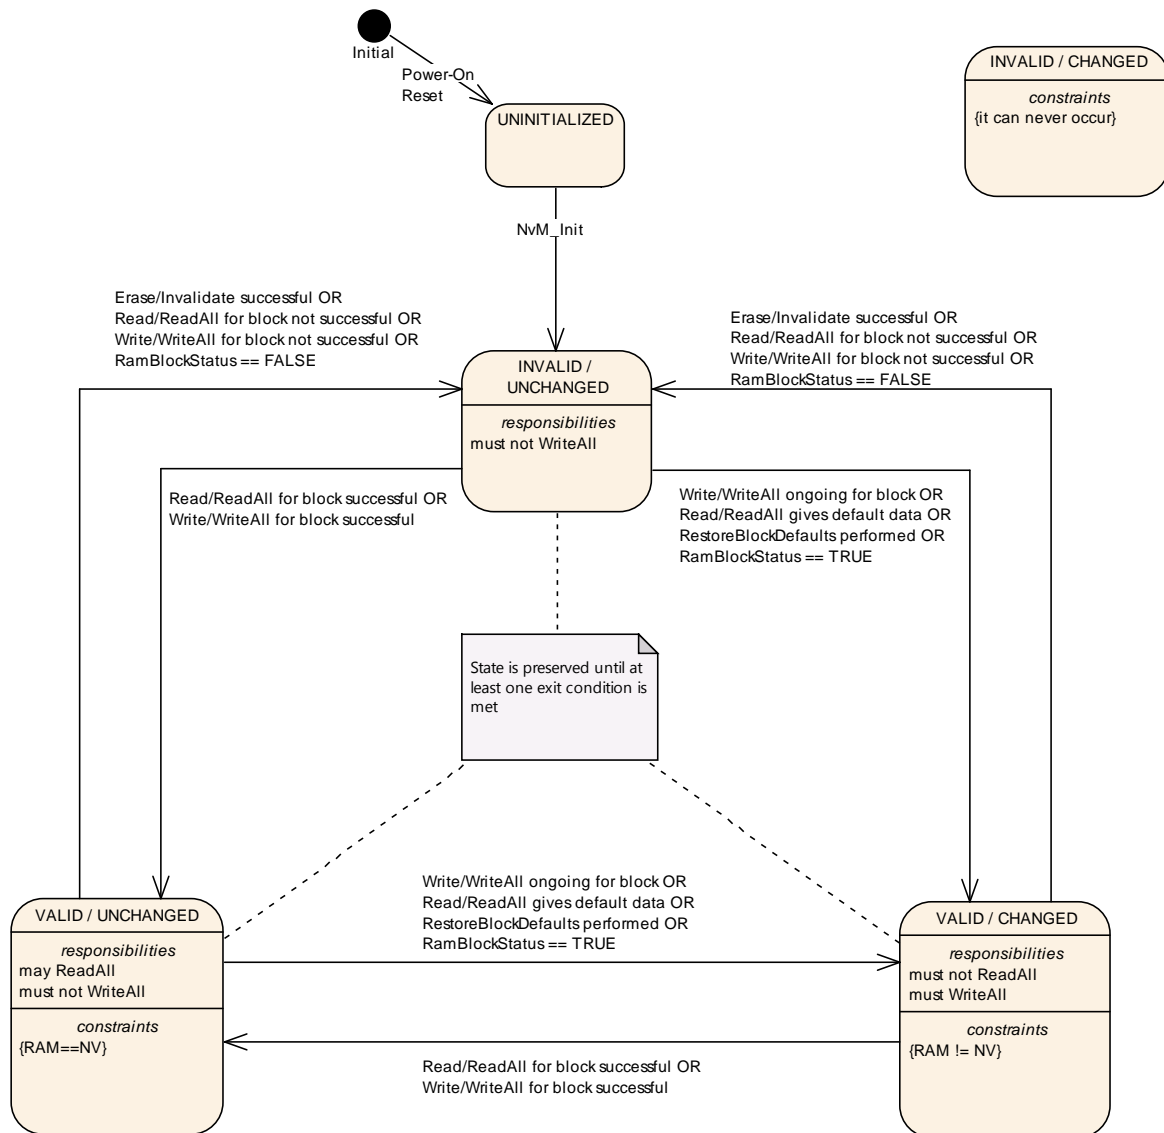 Initial
Power-On
Reset
UNINITIALIZED
INVALID / CHANGED
constraints
{it can never occur}
NvM_Init
Erase/Invalidate successful OR
Read/ReadAll for block not successful OR
Write/WriteAll for block not successful OR
RamBlockStatus == FALSE
Erase/Invalidate successful OR
Read/ReadAll for block not successful OR
Write/WriteAll for block not successful OR
RamBlockStatus == FALSE
INVALID /
UNCHANGED
responsibilities
must not WriteAll
Read/ReadAll for block successful OR
Write/WriteAll for block successful
Write/WriteAll ongoing for block OR
Read/ReadAll gives default data OR
RestoreBlockDefaults performed OR
RamBlockStatus == TRUE
State is preserved until at
least one exit condition is
met
Write/WriteAll ongoing for block OR
Read/ReadAll gives default data OR
RestoreBlockDefaults performed OR
RamBlockStatus == TRUE
VALID / UNCHANGED
responsibilities
may ReadAll
must not WriteAll
constraints
{RAM==NV}
VALID / CHANGED
responsibilities
must not ReadAll
must WriteAll
constraints
{RAM != NV}
Read/ReadAll for block successful OR
Write/WriteAll for block successful